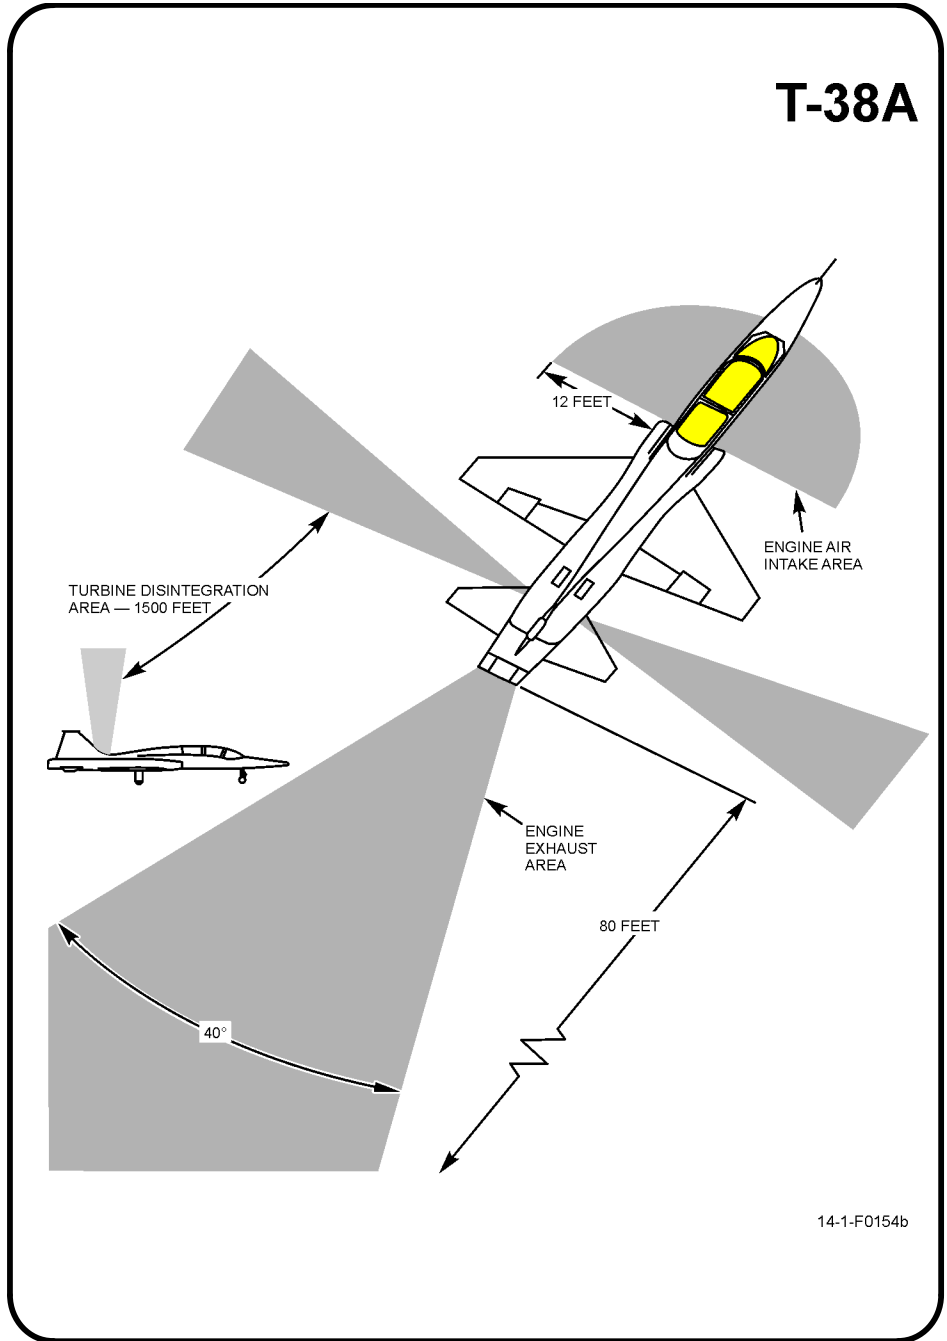 T-38A
12 FEET
ENGINE AIR
INTAKE AREA
TURBINE DISINTEGRATION
AREA — 1500 FEET
ENGINE
EXHAUST
AREA
80 FEET
40°
14-1-F0154b